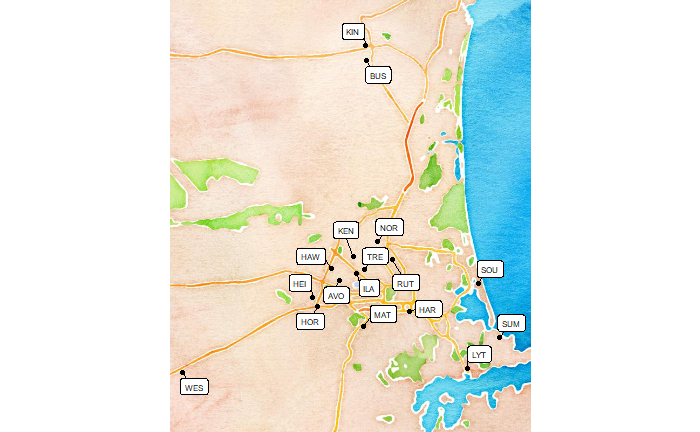 KIN
BUS
NOR
KEN
HAW
TRE
SOU
HEI
RUT
ILA
AVO
HAR
MAT
HOR
SUM
LYT
WES